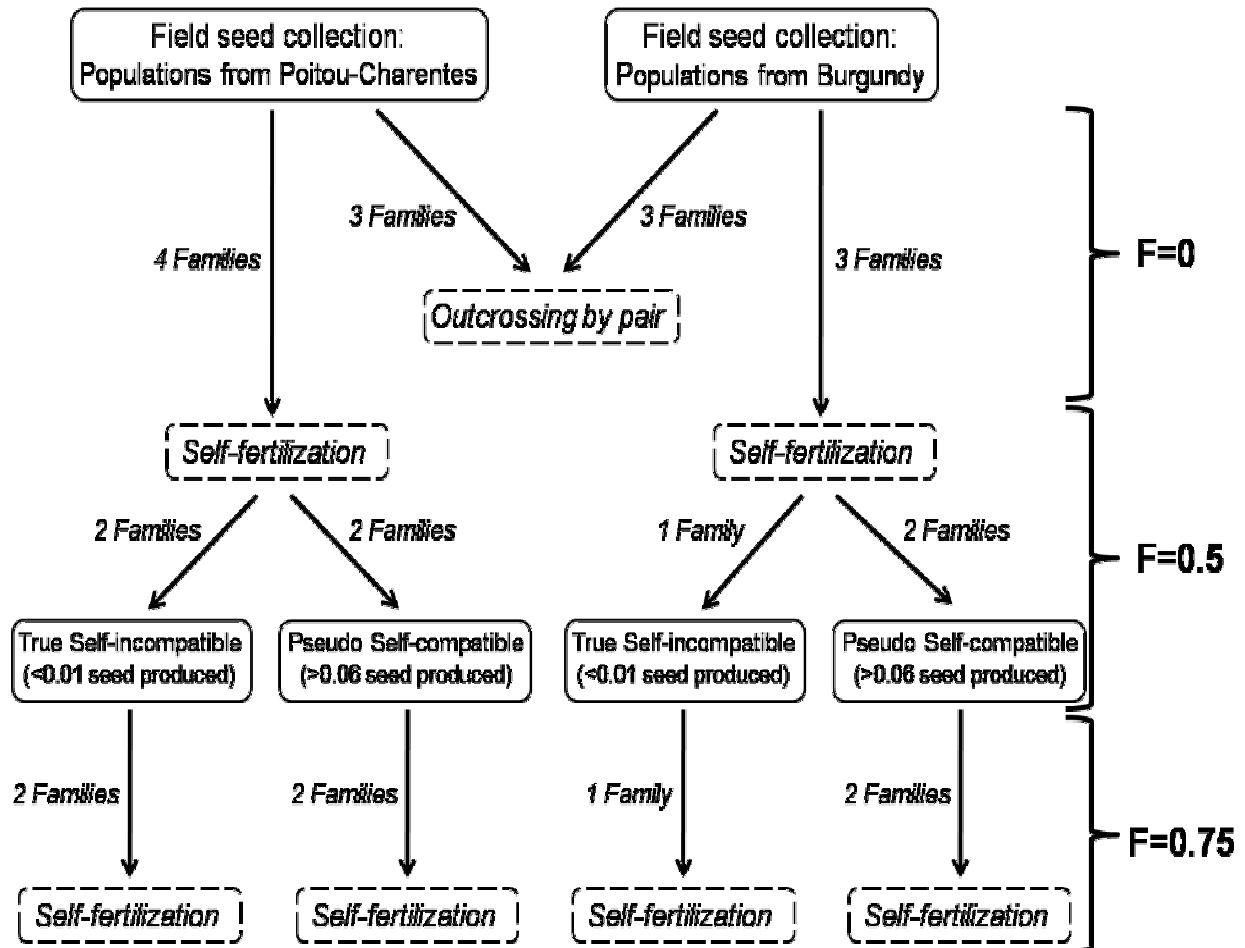 Field seed collection:
Populations from Poitou-Charentes
Field seed collection:
Populations from Burgundy
3 Families
3 Families
4 Families
3 Families
F=0
Outcrossing by pair
Self-fertilization
Self-fertilization
2 Families
2 Families
1 Family
2 Families
F=0.5
True Self-incompatible
(<0.01 seed produced)
Pseudo Self-compatible
(>0.06 seed produced)
True Self-incompatible
(<0.01 seed produced)
Pseudo Self-compatible
(>0.06 seed produced)
2 Families
2 Families
1 Family
2 Families
F=0.75
Self-fertilization
Self-fertilization
Self-fertilization
Self-fertilization